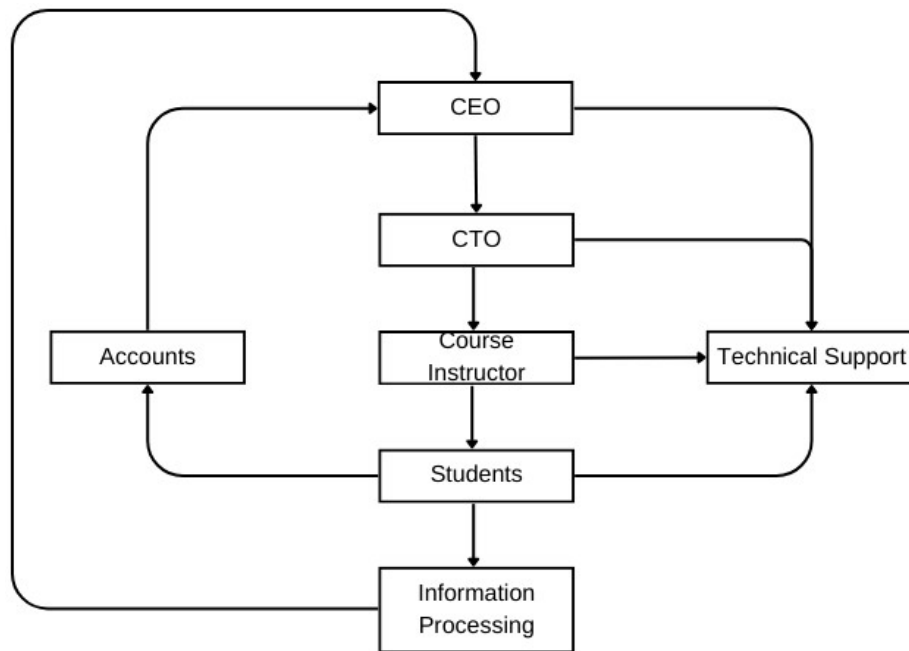 CEO
CTO
Course
Instructor
Accounts
Technical Support
Students
Information
Processing